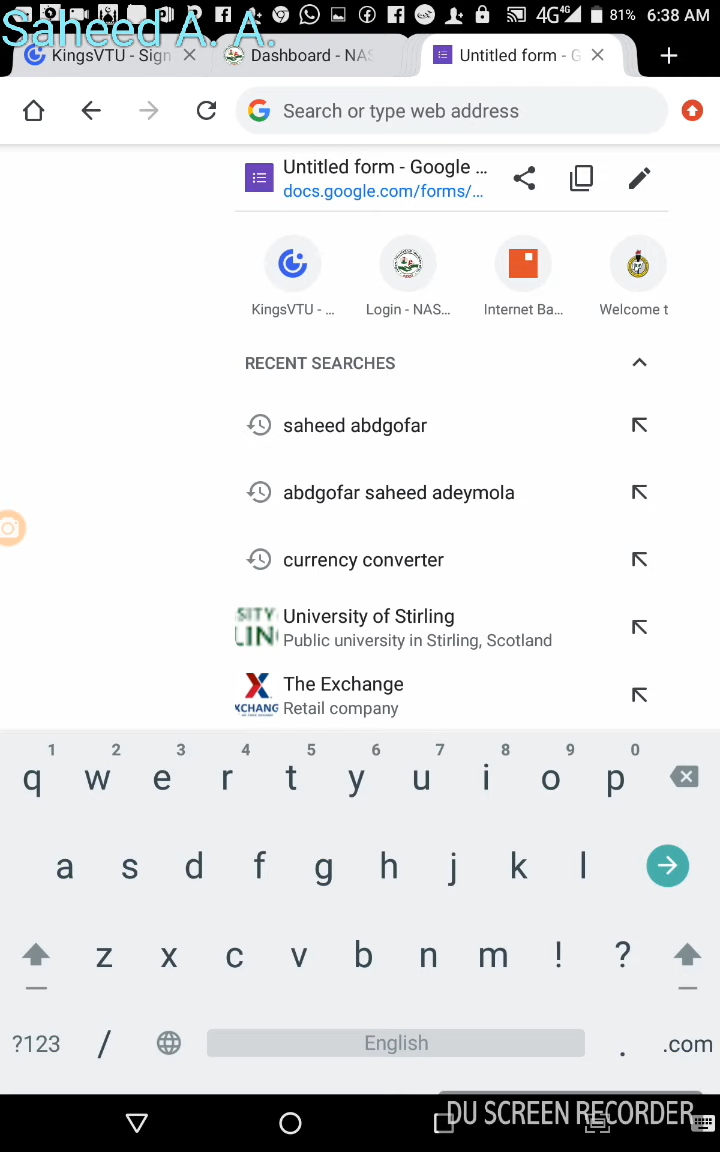 Saheed A. A.
4G 4G 81% 6:38 AM
KingsVTU - Sign
Dashboard - NAS
Untitled form - G
Search or type web address
Untitled form - Google ...
docs.google.com/forms/...
KingsVTU - ...
Login - NAS...
Internet Ba...
Welcome t
RECENT SEARCHES
saheed abdgofar
abdgofar saheed adeymola
currency converter
University of Stirling
Public university in Stirling, Scotland
The Exchange
Retail company
1 2 3 4 5 6 7 8 9 0
q w e r t y u i o p
a s d f g h j k l
z x c v b n m ! ?
?123 / English . .com
DU SCREEN RECORDER